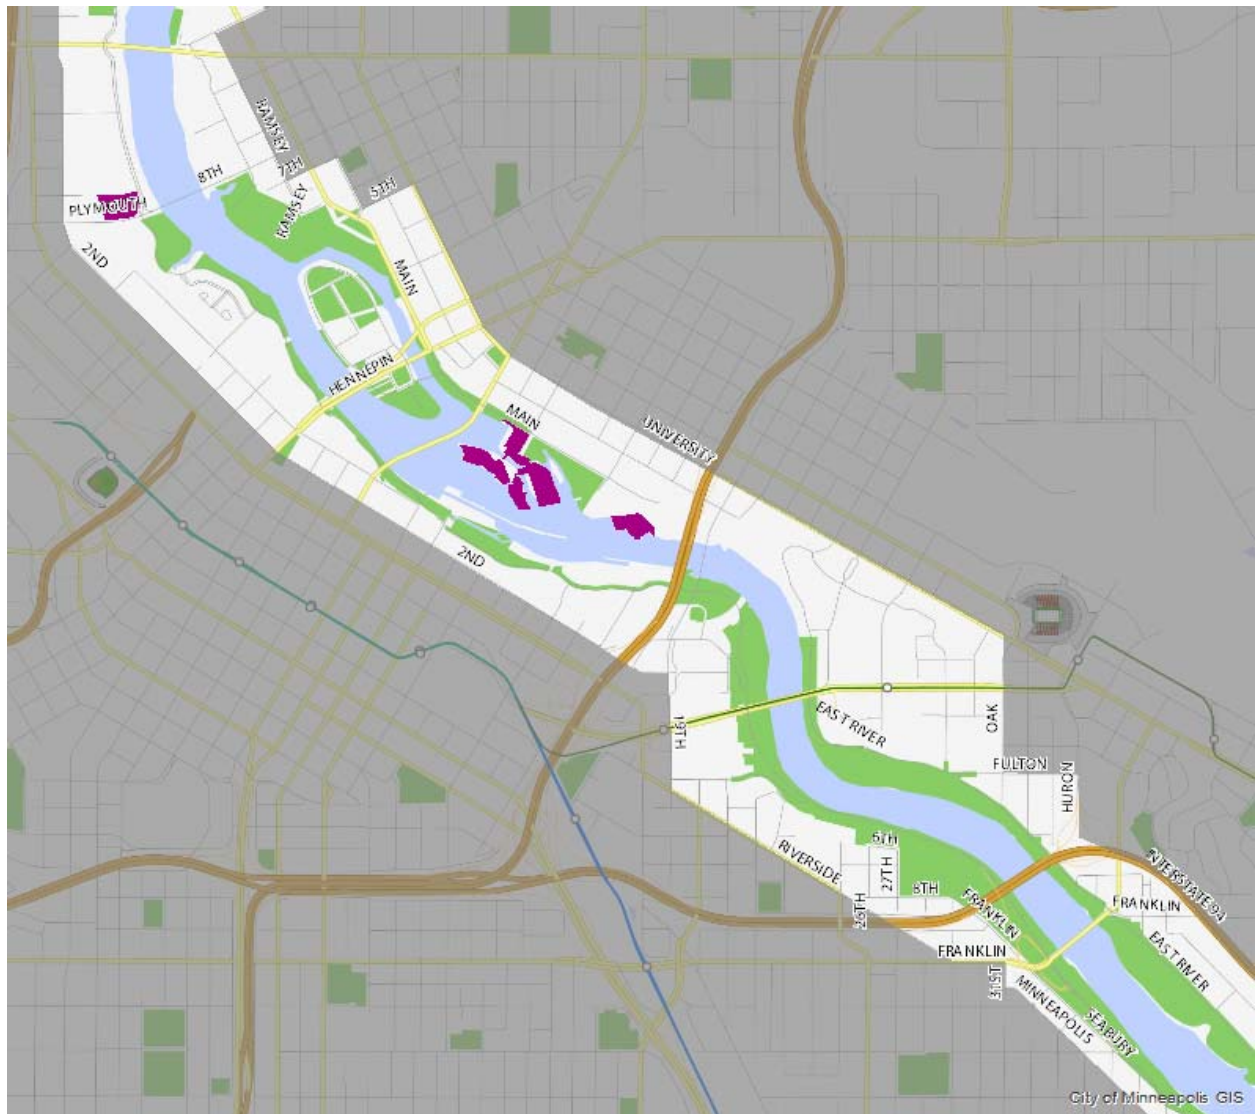 RAMSEY
8TH
7TH
5TH
PLYMOUTH
RAMSEY
2ND
MAIN
HENNEPIN
MAIN
UNIVERSITY
2ND
19TH
EAST RIVER
OAK
FULTON
HURON
6TH
RIVERSIDE
27TH
INTERSTATE 94
8TH
26TH
FRANKLIN
FRANKLIN
FRANKLIN
EAST RIVER
31ST
MINNEAPOLIS
SEABURY
City of Minneapolis GIS